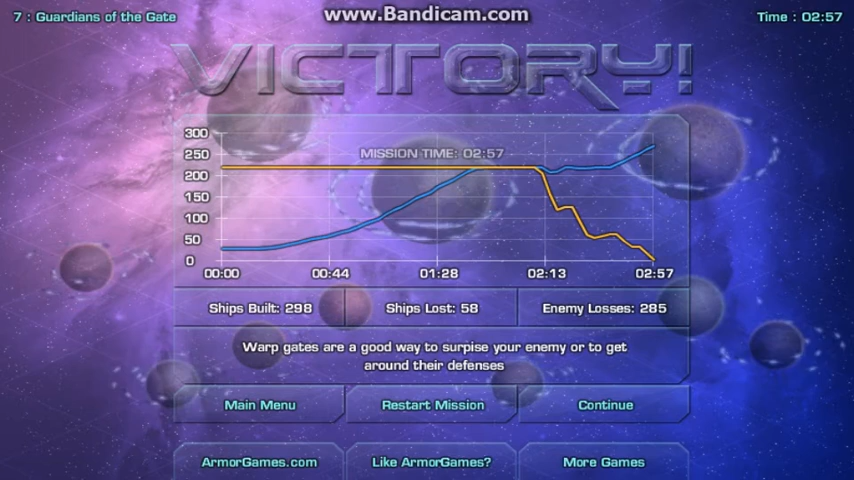 www.Bandicam.com
7 : Guardians of the Gate
Time : 02:57
VICTORY!
300
250
200
150
100
50
0
MISSION TIME: 02:57
00:00 00:44 01:28 02:13 02:57
Ships Built: 298 Ships Lost: 58 Enemy Losses: 285
Warp gates are a good way to surpise your enemy or to get
around their defenses
Main Menu Restart Mission Continue
ArmorGames.com Like ArmorGames? More Games